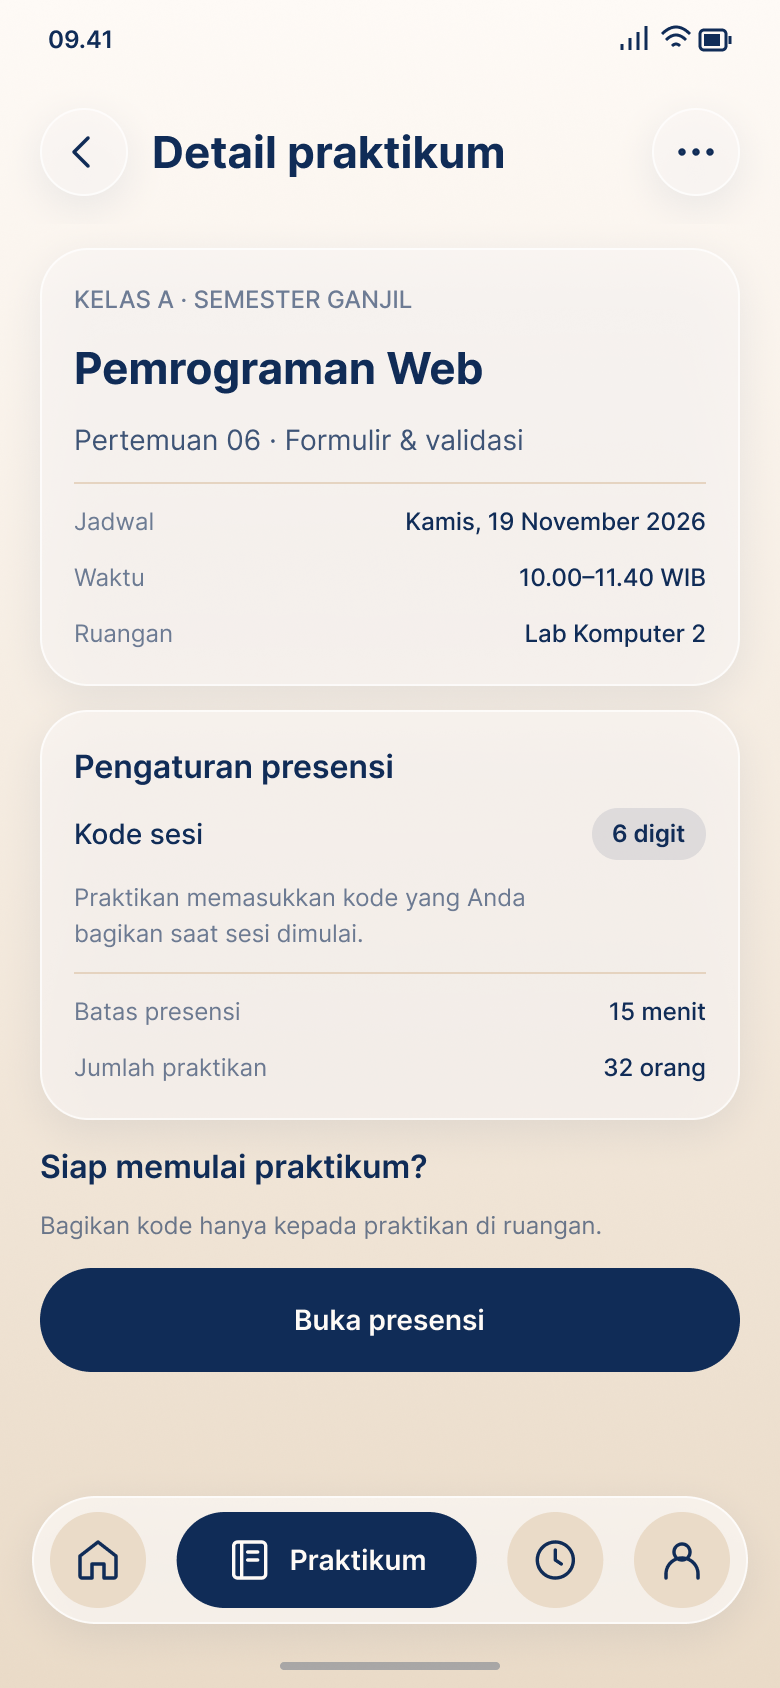 09.41
Detail praktikum
KELAS A · SEMESTER GANJIL
Pemrograman Web
Pertemuan 06 · Formulir & validasi
Jadwal Kamis, 19 November 2026
Waktu 10.00–11.40 WIB
Ruangan Lab Komputer 2
Pengaturan presensi
Kode sesi 6 digit
Praktikan memasukkan kode yang Anda
bagikan saat sesi dimulai.
Batas presensi 15 menit
Jumlah praktikan 32 orang
Siap memulai praktikum?
Bagikan kode hanya kepada praktikan di ruangan.
Buka presensi
Praktikum